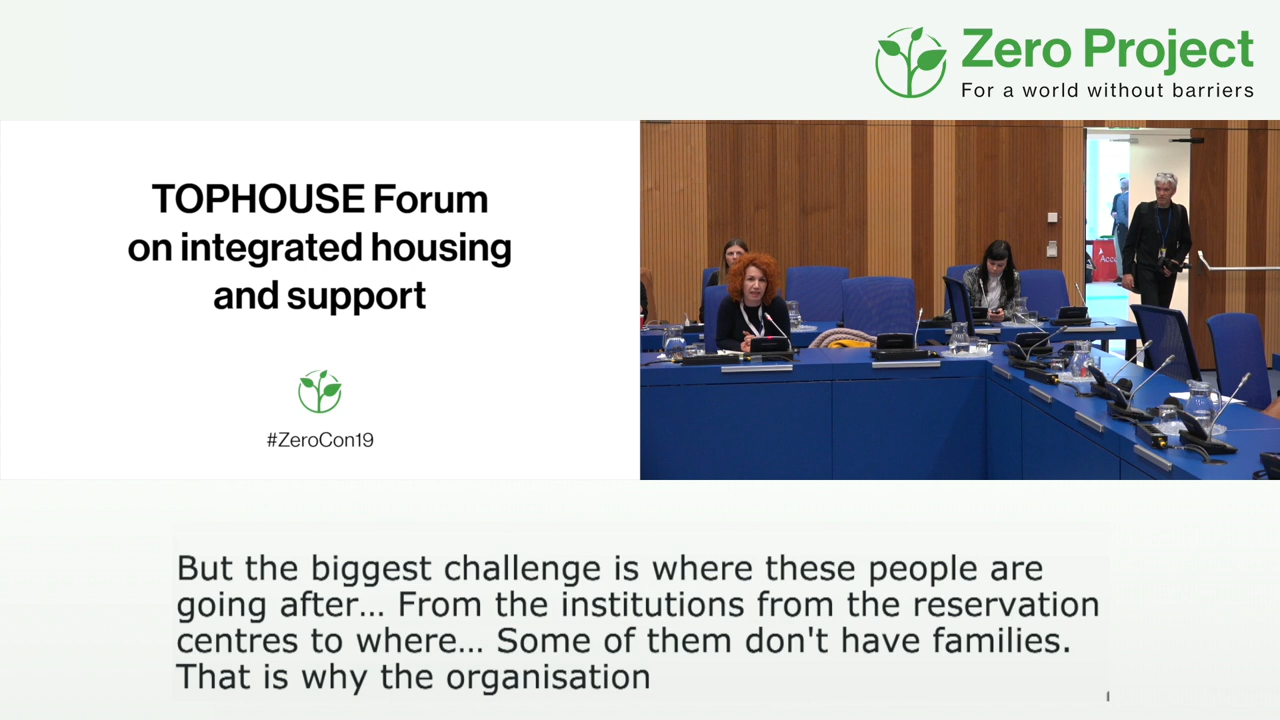 Zero Project
For a world without barriers
TOPHOUSE Forum
on integrated housing
and support
#ZeroCon19
But the biggest challenge is where these people are
going after... From the institutions from the reservation
centres to where... Some of them don't have families.
That is why the organisation